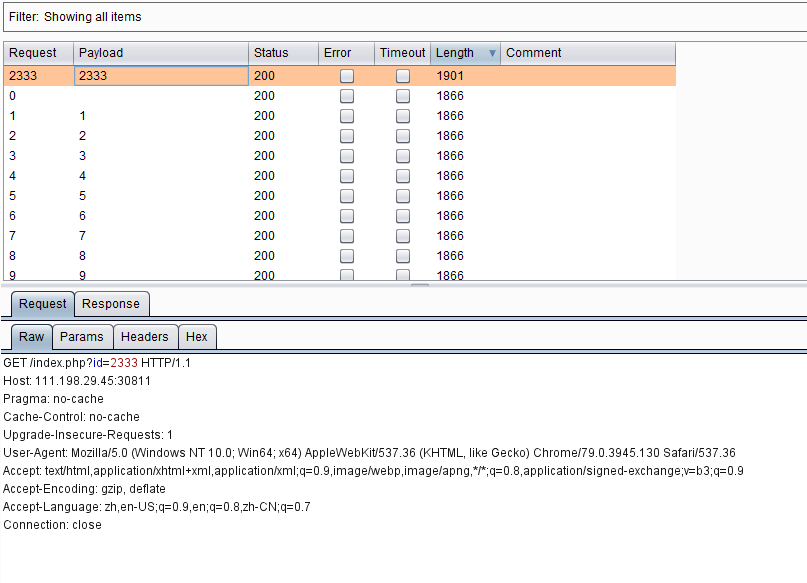 Filter: Showing all items
Request Payload Status Error Timeout Length Comment
2333 2333 200 1901
0 200 1866
1 1 200 1866
2 2 200 1866
3 3 200 1866
4 4 200 1866
5 5 200 1866
6 6 200 1866
7 7 200 1866
8 8 200 1866
9 9 200 1866
Request Response
Raw Params Headers Hex
GET /index.php?id=2333 HTTP/1.1
Host: 111.198.29.45:30811
Pragma: no-cache
Cache-Control: no-cache
Upgrade-Insecure-Requests: 1
User-Agent: Mozilla/5.0 (Windows NT 10.0; Win64; x64) AppleWebKit/537.36 (KHTML, like Gecko) Chrome/79.0.3945.130 Safari/537.36
Accept: text/html,application/xhtml+xml,application/xml;q=0.9,image/webp,image/apng,*/*;q=0.8,application/signed-exchange;v=b3;q=0.9
Accept-Encoding: gzip, deflate
Accept-Language: zh,en-US;q=0.9,en;q=0.8,zh-CN;q=0.7
Connection: close